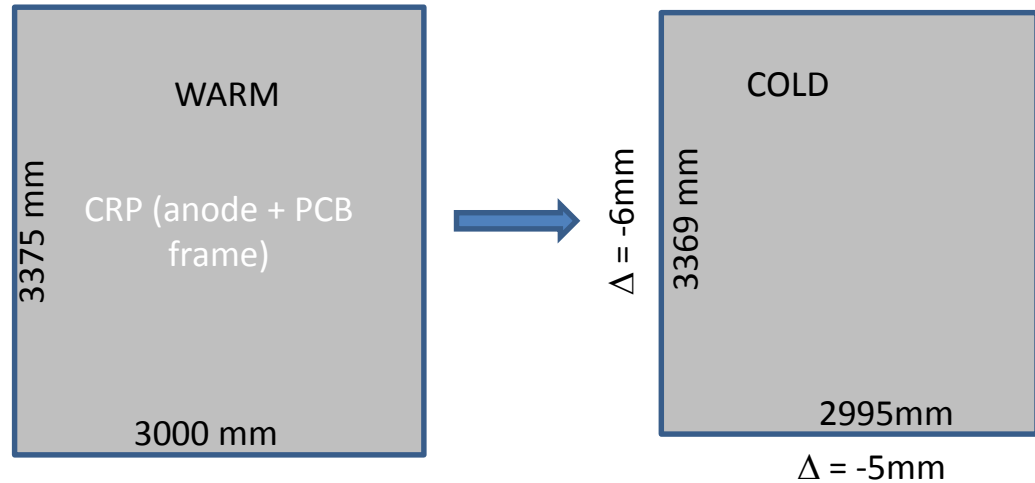 WARM
CRP (anode + PCB
frame)
3375 mm
3000 mm
COLD
Δ = -6mm
3369 mm
2995mm
Δ = -5mm